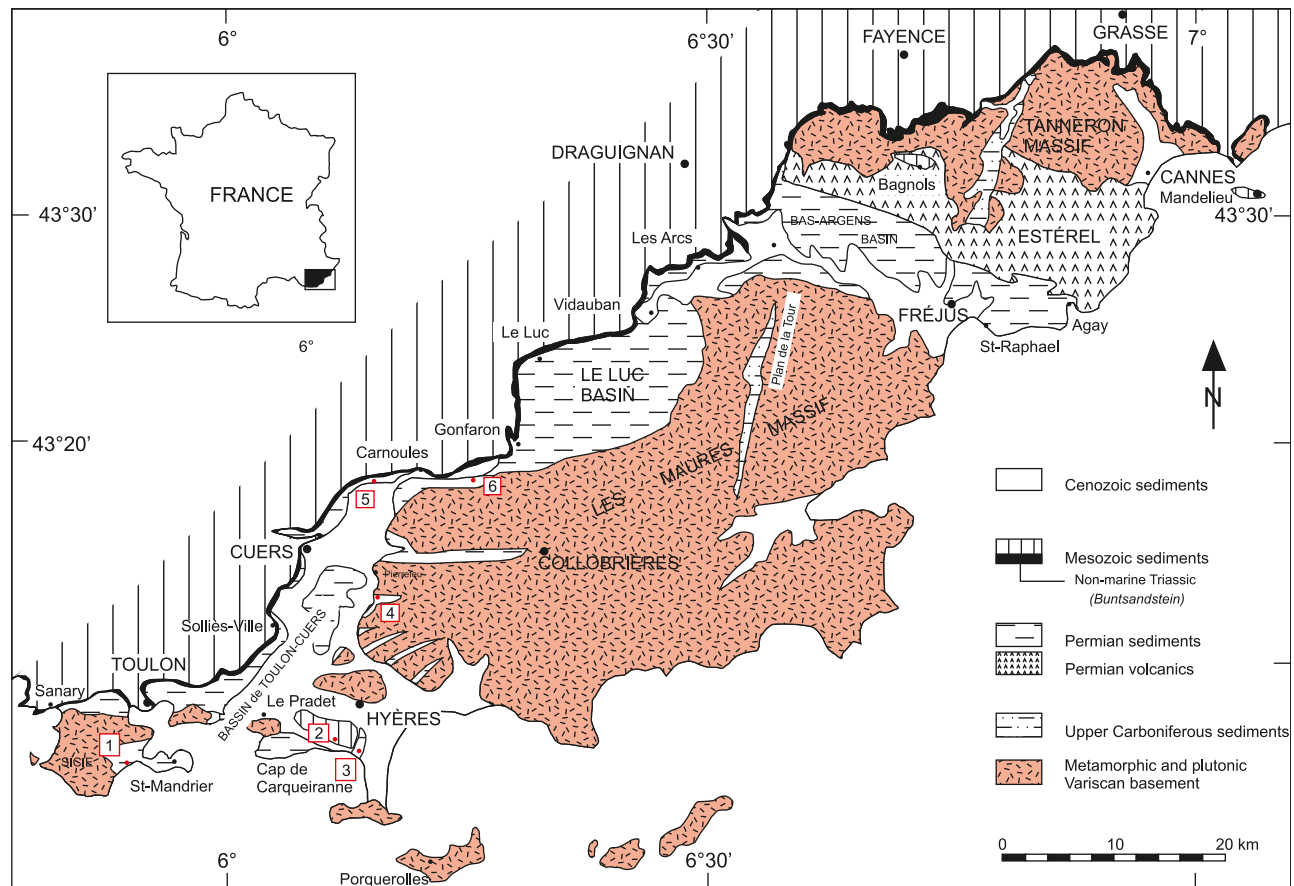 6°
6°30’
7°
FAYENCE
GRASSE
FRANCE
6°
DRAGUIGNAN
TANNERON
MASSIF
Bagnols
CANNES
Mandelieu
43°30’
43°30’
BAS-ARGENS
BASIN
ESTÉREL
Les Arcs
Vidauban
FRÉJUS
Agay
St-Raphael
Le Luc
Plan de la Tour
LE LUC
BASIN
N
Gonfaron
43°20’
43°20’
Carnoules
LES MAURES MASSIF
5
6
CUERS
COLLOBRIÈRES
Pierrefeu
4
Sollies-Ville
BASSIN de TOULON-CUERS
TOULON
Sanary
Le Pradet
HYÈRES
1
2
SICIE
3
St-Mandrier
Cap de
Carqueiranne
Porquerolles
6°
6°30’
Cenozoic sediments
Mesozoic sediments
Non-marine Triassic
(Buntsandstein)
Permian sediments
Permian volcanics
Upper Carboniferous sediments
Metamorphic and plutonic
Variscan basement
0 10 20 km